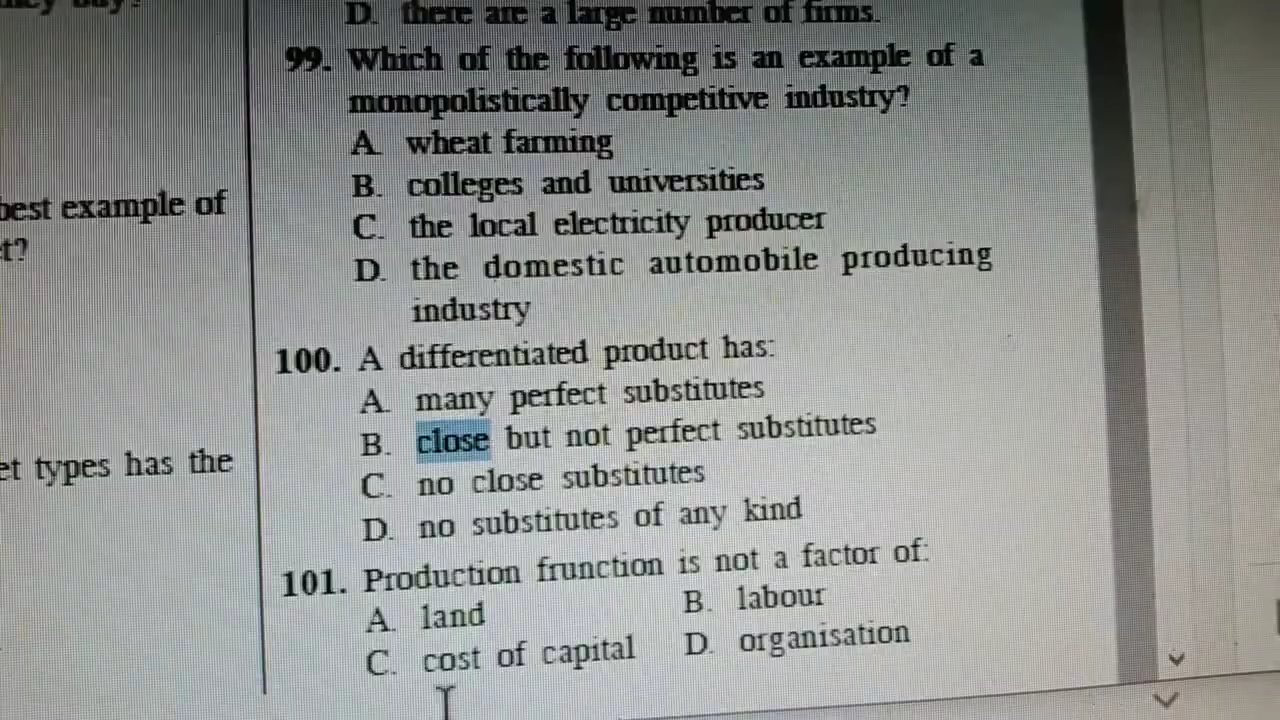 best example of
t?
et types has the
D. there are a large number of firms.
99. Which of the following is an example of a
monopolistically competitive industry?
A. wheat farming
B. colleges and universities
C. the local electricity producer
D. the domestic automobile producing
industry
100. A differentiated product has:
A. many perfect substitutes
B. close but not perfect substitutes
C. no close substitutes
D. no substitutes of any kind
101. Production frunction is not a factor of:
A. land B. labour
C. cost of capital D. organisation